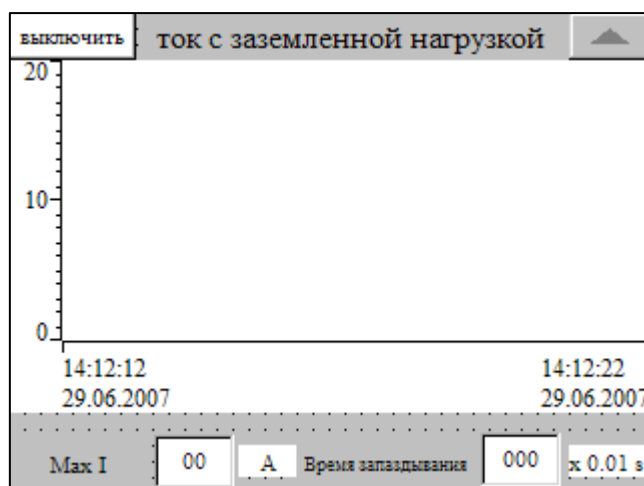 выключить ток с заземленной нагрузкой
20
10
0
14:12:12 14:12:22
29.06.2007 29.06.2007
Max I 00 А Время запаздывания 000 x 0.01 s